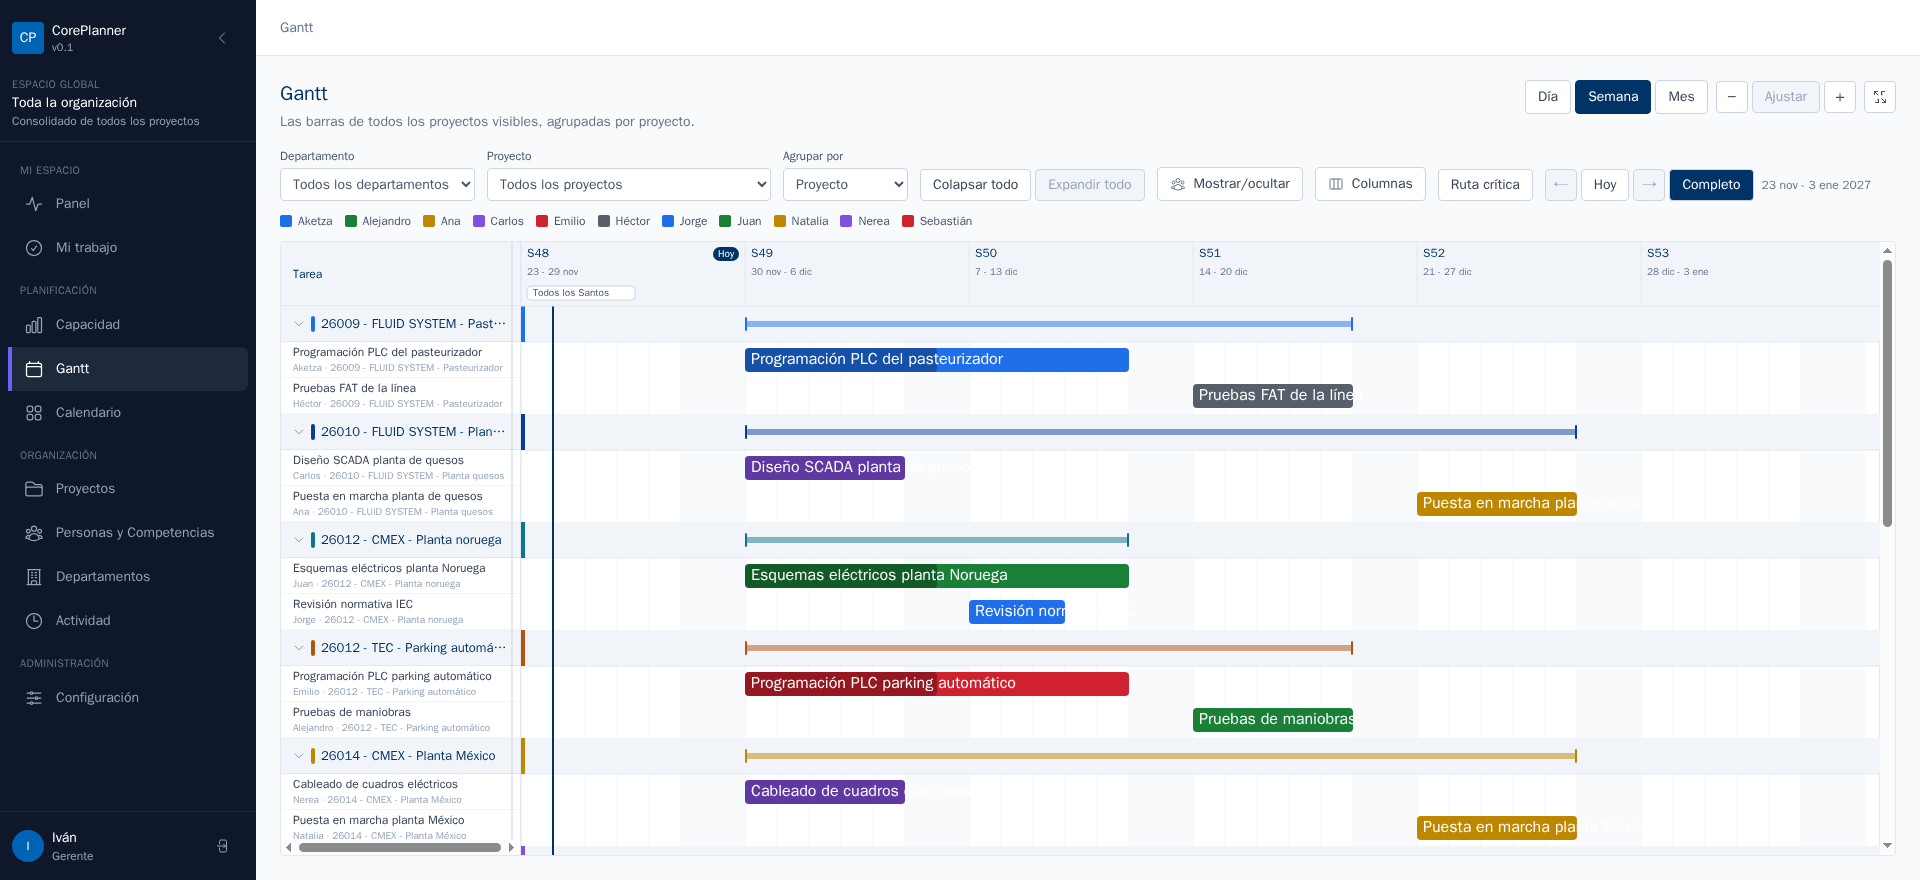 CP
CorePlanner
v0.1
ESPACIO GLOBAL
Toda la organización
Consolidado de todos los proyectos
MI ESPACIO
Panel
Mi trabajo
PLANIFICACIÓN
Capacidad
Gantt
Calendario
ORGANIZACIÓN
Proyectos
Personas y Competencias
Departamentos
Actividad
ADMINISTRACIÓN
Configuración
I
Iván
Gerente
Gantt
Gantt
Las barras de todos los proyectos visibles, agrupadas por proyecto.
Día Semana Mes − Ajustar +
Departamento Proyecto Agrupar por
Todos los departamentos Todos los proyectos Proyecto Colapsar todo Expandir todo Mostrar/ocultar Columnas Ruta crítica ← Hoy → Completo 23 nov - 3 ene 2027
Aketza Alejandro Ana Carlos Emilio Héctor Jorge Juan Natalia Nerea Sebastián
Tarea
S48 Hoy S49 S50 S51 S52 S53
23 - 29 nov 30 nov - 6 dic 7 - 13 dic 14 - 20 dic 21 - 27 dic 28 dic - 3 ene
Todos los Santos
26009 - FLUID SYSTEM - Past···
Programación PLC del pasteurizador
Aketza · 26009 - FLUID SYSTEM - Pasteurizador
Programación PLC del pasteurizador
Pruebas FAT de la línea
Héctor · 26009 - FLUID SYSTEM - Pasteurizador
Pruebas FAT de la líne
26010 - FLUID SYSTEM - Plan···
Diseño SCADA planta de quesos
Carlos · 26010 - FLUID SYSTEM - Planta quesos
Diseño SCADA planta de quesos
Puesta en marcha planta de quesos
Ana · 26010 - FLUID SYSTEM - Planta quesos
Puesta en marcha planta de
26012 - CMEX - Planta noruega
Esquemas eléctricos planta Noruega
Juan · 26012 - CMEX - Planta noruega
Esquemas eléctricos planta Noruega
Revisión normativa IEC
Jorge · 26012 - CMEX - Planta noruega
Revisión norr
26012 - TEC - Parking automá···
Programación PLC parking automático
Emilio · 26012 - TEC - Parking automático
Programación PLC parking automático
Pruebas de maniobras
Alejandro · 26012 - TEC - Parking automático
Pruebas de maniobras
26014 - CMEX - Planta México
Cableado de cuadros eléctricos
Nerea · 26014 - CMEX - Planta México
Cableado de cuadros eléctricos
Puesta en marcha planta México
Natalia · 26014 - CMEX - Planta México
Puesta en marcha planta México